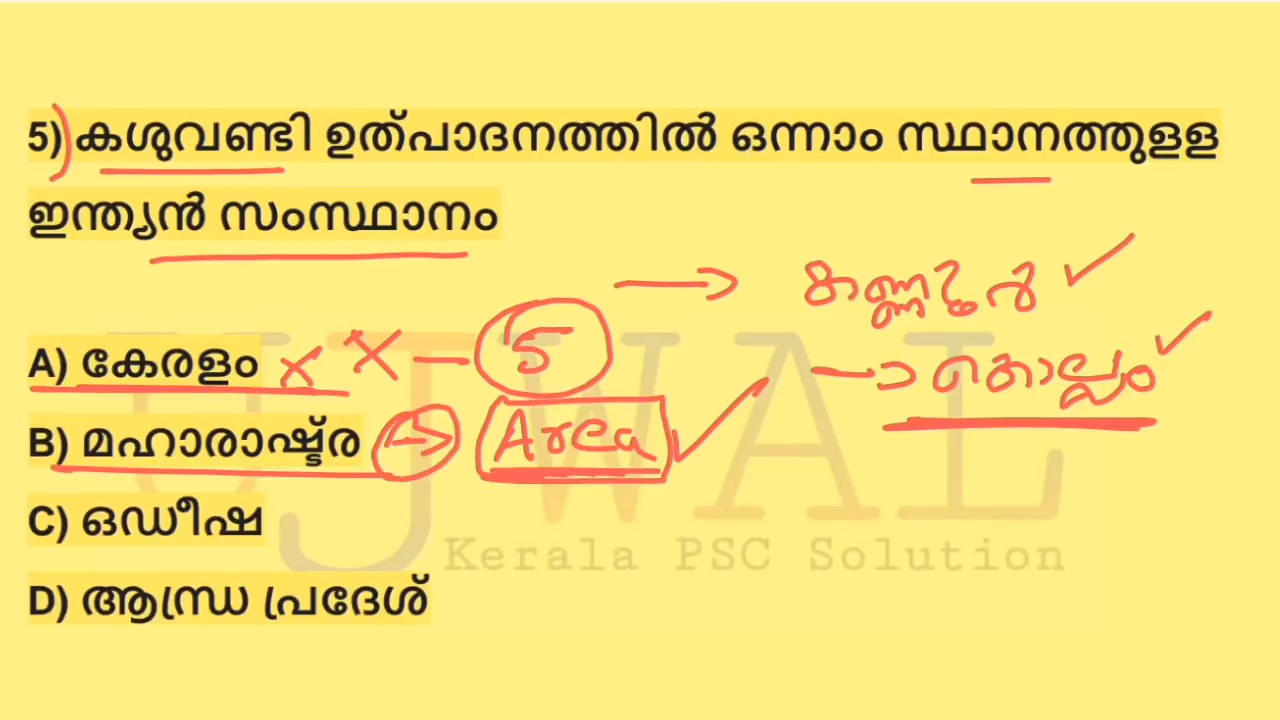 5) കശുവണ്ടി ഉത്പാദനത്തിൽ ഒന്നാം സ്ഥാനത്തുളള
ഇന്ത്യൻ സംസ്ഥാനം
കണ്ണൂർ
A) കേരളം x X – 5
കൊല്ലം
B) മഹാരാഷ്ട്ര → Area
C) ഒഡീഷ
D) ആന്ധ്ര പ്രദേശ്
UJWAL
Kerala PSC Solution